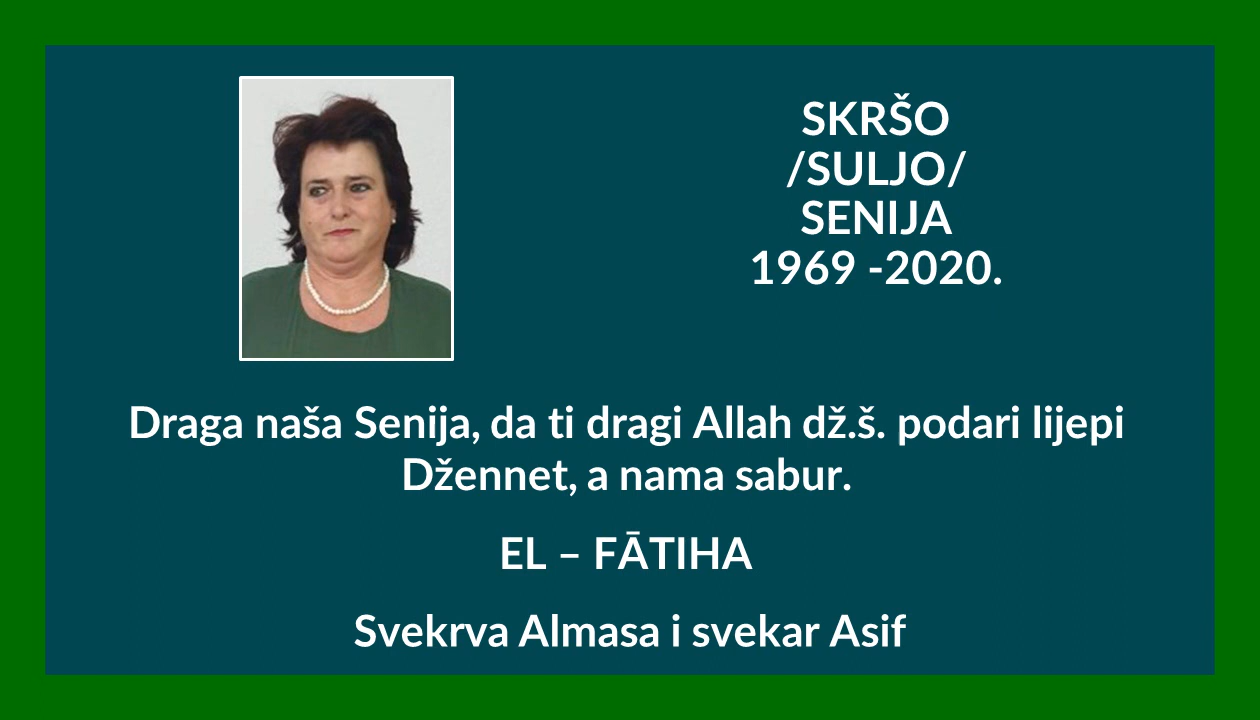 SKRŠO
/SULJO/
SENIJA
1969 -2020.
Draga naša Senija, da ti dragi Allah dž.š. podari lijepi
Džennet, a nama sabur.
EL – FĀTIHA
Svekrva Almasa i svekar Asif